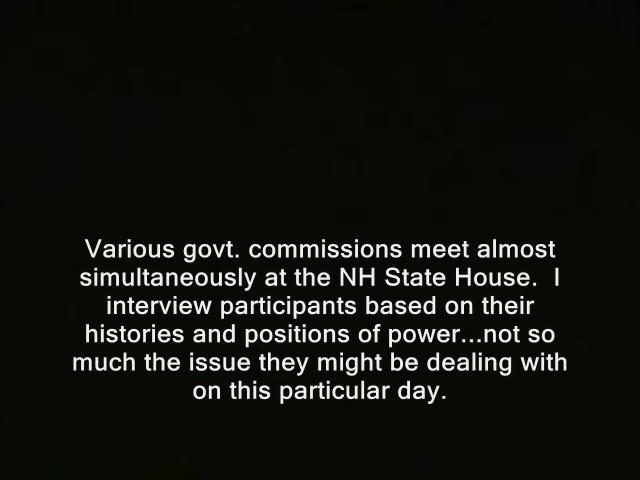 Various govt. commissions meet almost
simultaneously at the NH State House.  I
interview participants based on their
histories and positions of power...not so
much the issue they might be dealing with
on this particular day.